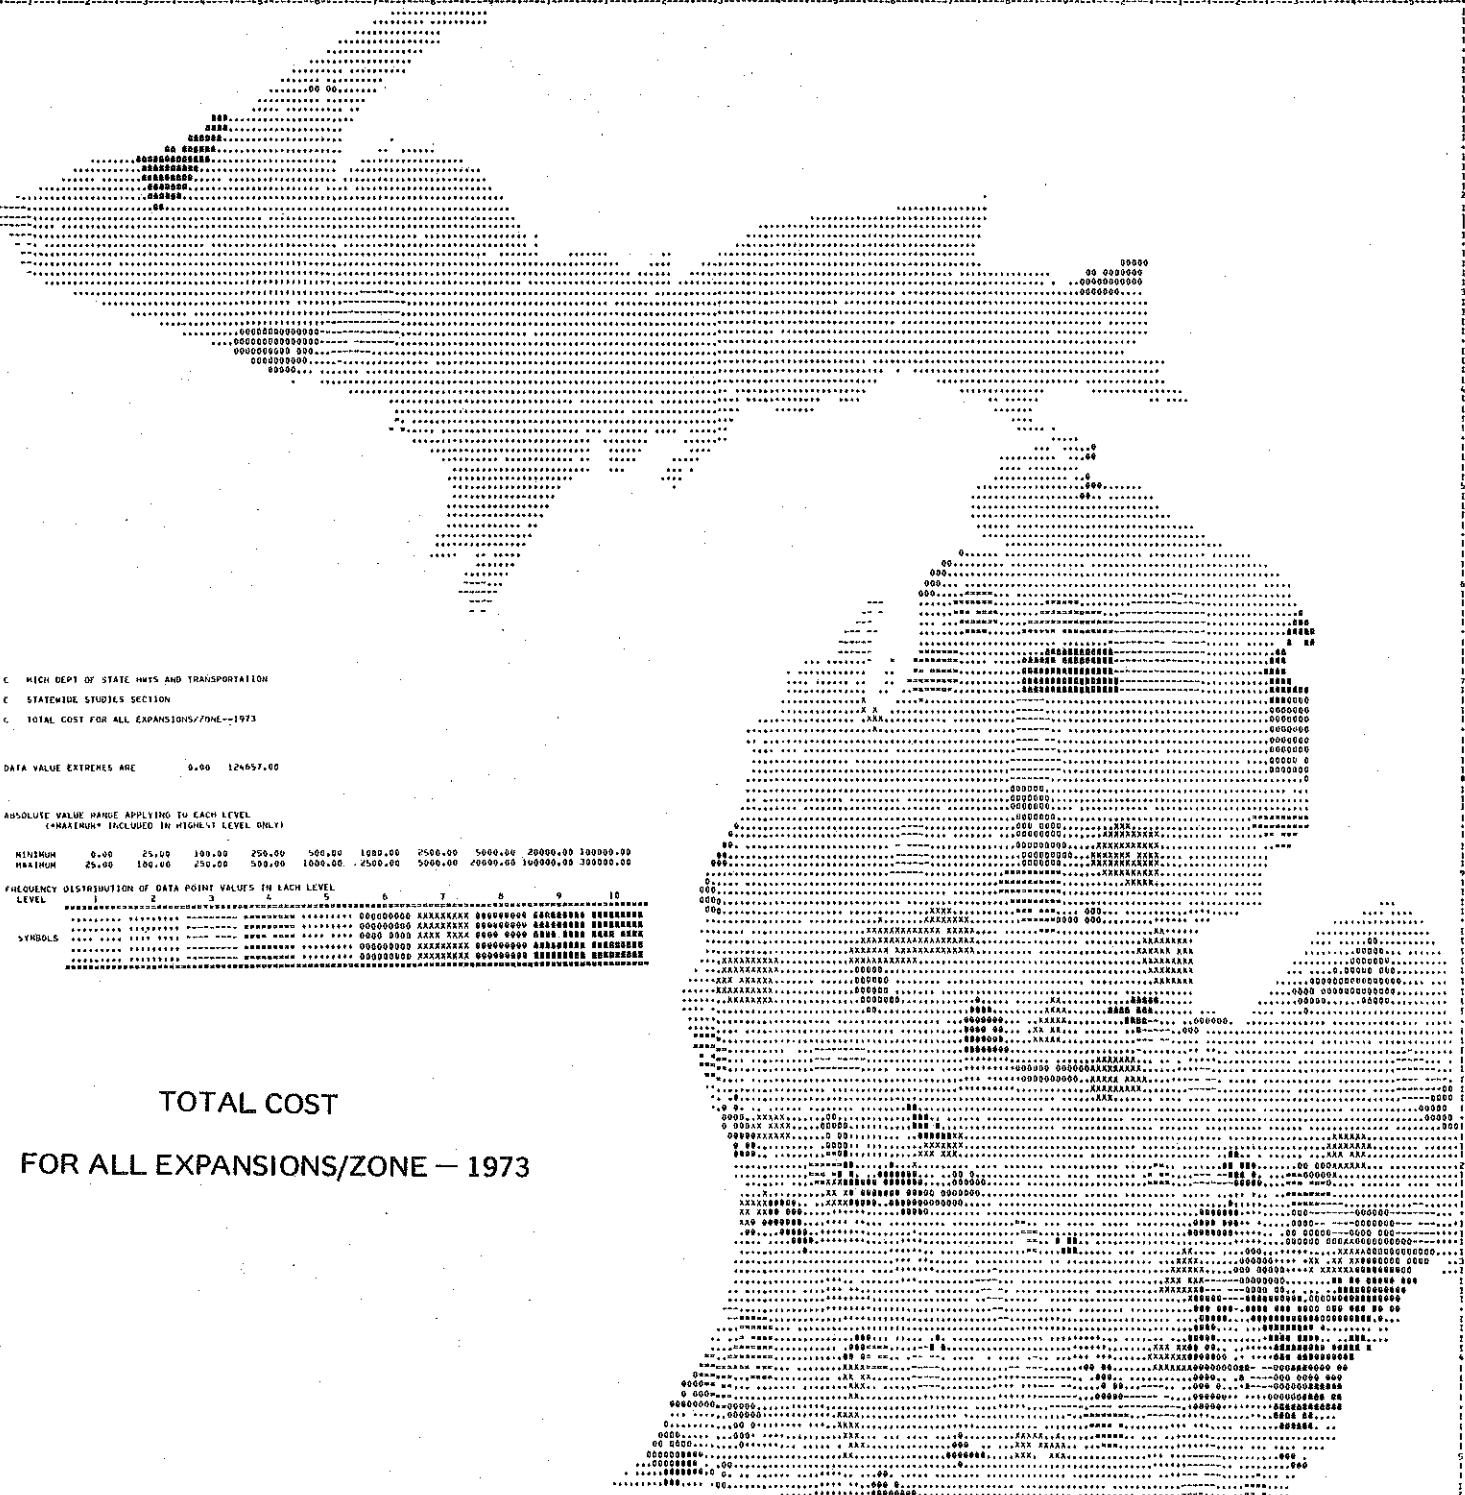 C MICH DEPT OF STATE HWYS AND TRANSPORTATION
C STATEWIDE STUDIES SECTION
C TOTAL COST FOR ALL EXPANSIONS/ZONE--1973
DATA VALUE EXTREMES ARE 0.00 124657.00
ABSOLUTE VALUE RANGE APPLYING TO EACH LEVEL
(*MAXIMUM* INCLUDED IN HIGHEST LEVEL ONLY)
MINIMUM 0.00 25.00 100.00 250.00 500.00 1000.00 2500.00 5000.00 20000.00 100000.00
MAXIMUM 25.00 100.00 250.00 500.00 1000.00 2500.00 5000.00 20000.00 100000.00 300000.00
FREQUENCY DISTRIBUTION OF DATA POINT VALUES IN EACH LEVEL
LEVEL 1 2 3 4 5 6 7 8 9 10
SYMBOLS
TOTAL COST
FOR ALL EXPANSIONS/ZONE — 1973